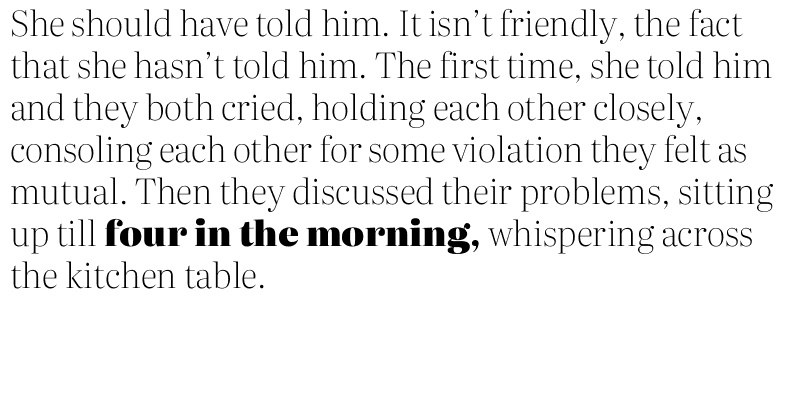 She should have told him. It isn’t friendly, the fact
that she hasn’t told him. The first time, she told him
and they both cried, holding each other closely,
consoling each other for some violation they felt as
mutual. Then they discussed their problems, sitting
up till four in the morning, whispering across
the kitchen table.